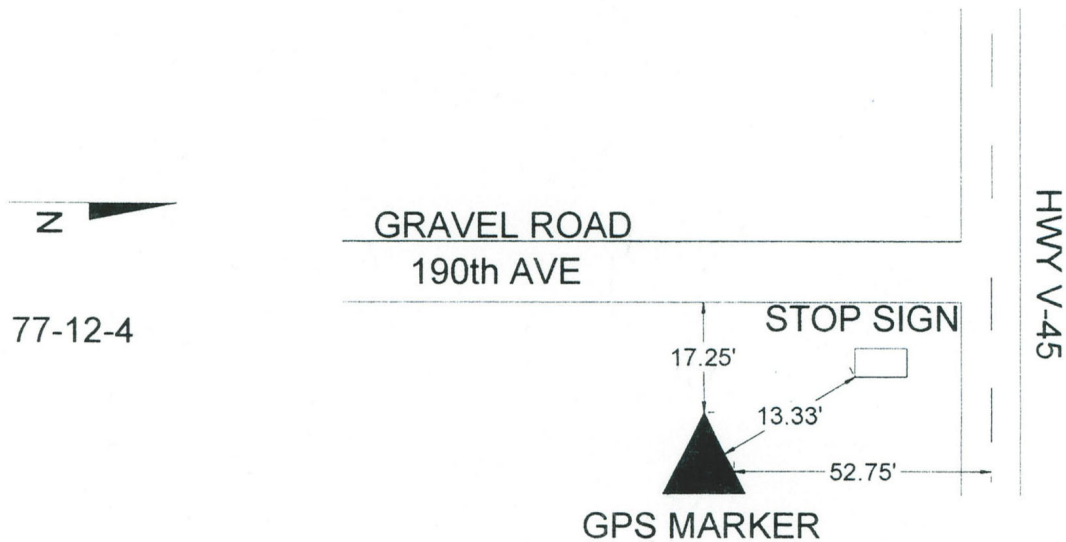 N
GRAVEL ROAD
190th AVE
HWY V-45
77-12-4
STOP SIGN
17.25'
13.33'
52.75'
GPS MARKER